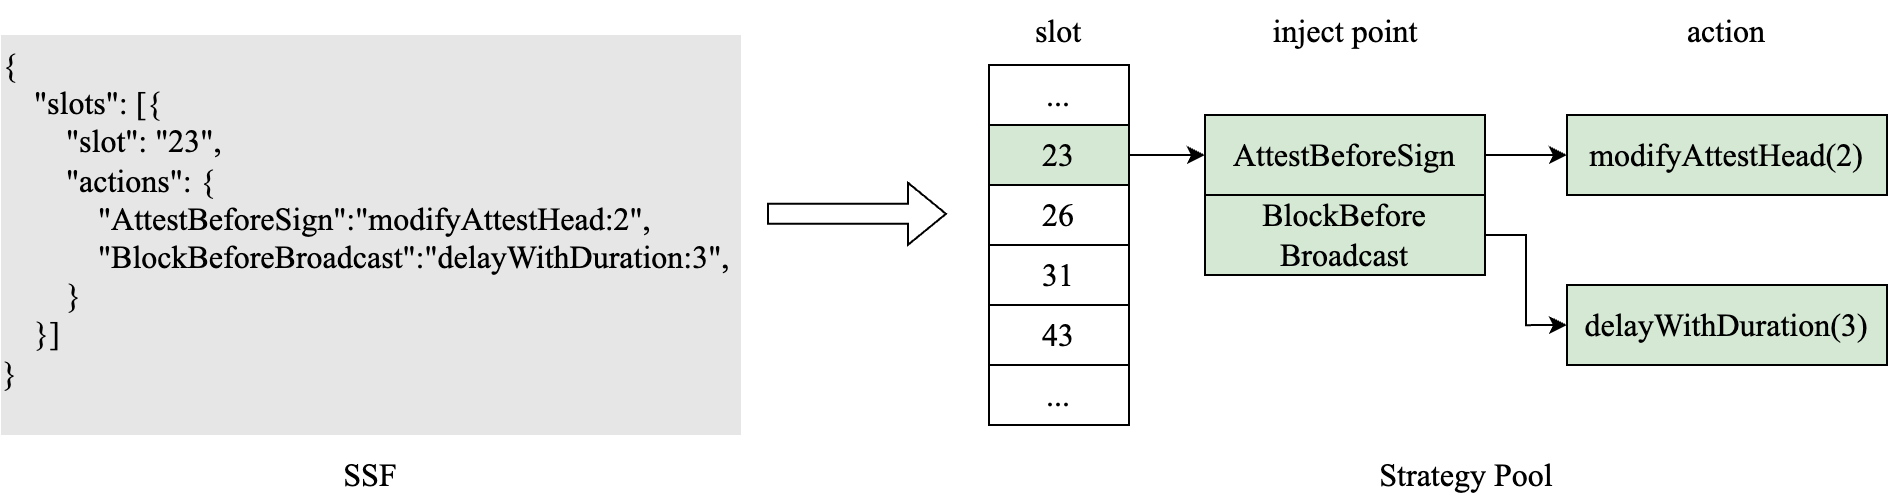 {
"slots": [{
"slot": "23",
"actions": {
"AttestBeforeSign":"modifyAttestHead:2",
"BlockBeforeBroadcast":"delayWithDuration:3",
}
}]
}
SSF
slot
inject point
action
...
23
26
31
43
...
AttestBeforeSign
BlockBefore
Broadcast
modifyAttestHead(2)
delayWithDuration(3)
Strategy Pool